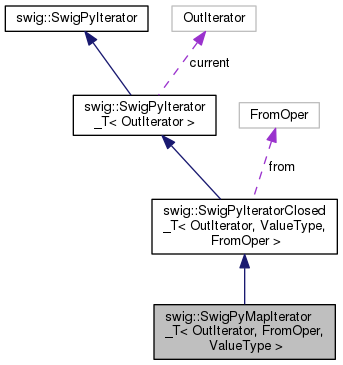 swig::SwigPyIterator
OutIterator
current
swig::SwigPyIterator
_T< OutIterator >
FromOper
from
swig::SwigPyIteratorClosed
_T< OutIterator, ValueType,
FromOper >
swig::SwigPyMapIterator
_T< OutIterator, FromOper,
ValueType >